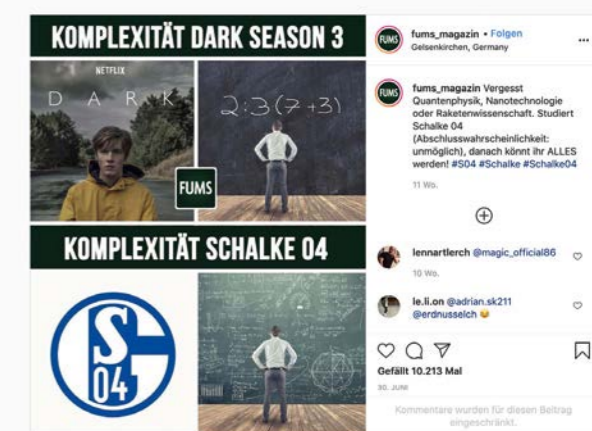 KOMPLEXITÄT DARK SEASON 3
NETFLIX
DARK
2:3(7+3)
FUMS
KOMPLEXITÄT SCHALKE 04
S
04
FUMS
fums_magazin • Folgen
Gelsenkirchen, Germany
FUMS
fums_magazin Vergesst
Quantenphysik, Nanotechnologie
oder Raketenwissenschaft. Studiert
Schalke 04
(Abschlusswahrscheinlichkeit:
unmöglich), danach könnt ihr ALLES
werden! #S04 #Schalke #Schalke04
11 Wo.
lennartlerch @magic_official86
10 Wo.
le.li.on @adrian.sk211
@erdnusselch 😂
Gefällt 10.213 Mal
30. JUNI
Kommentare wurden für diesen Beitrag
eingeschränkt.